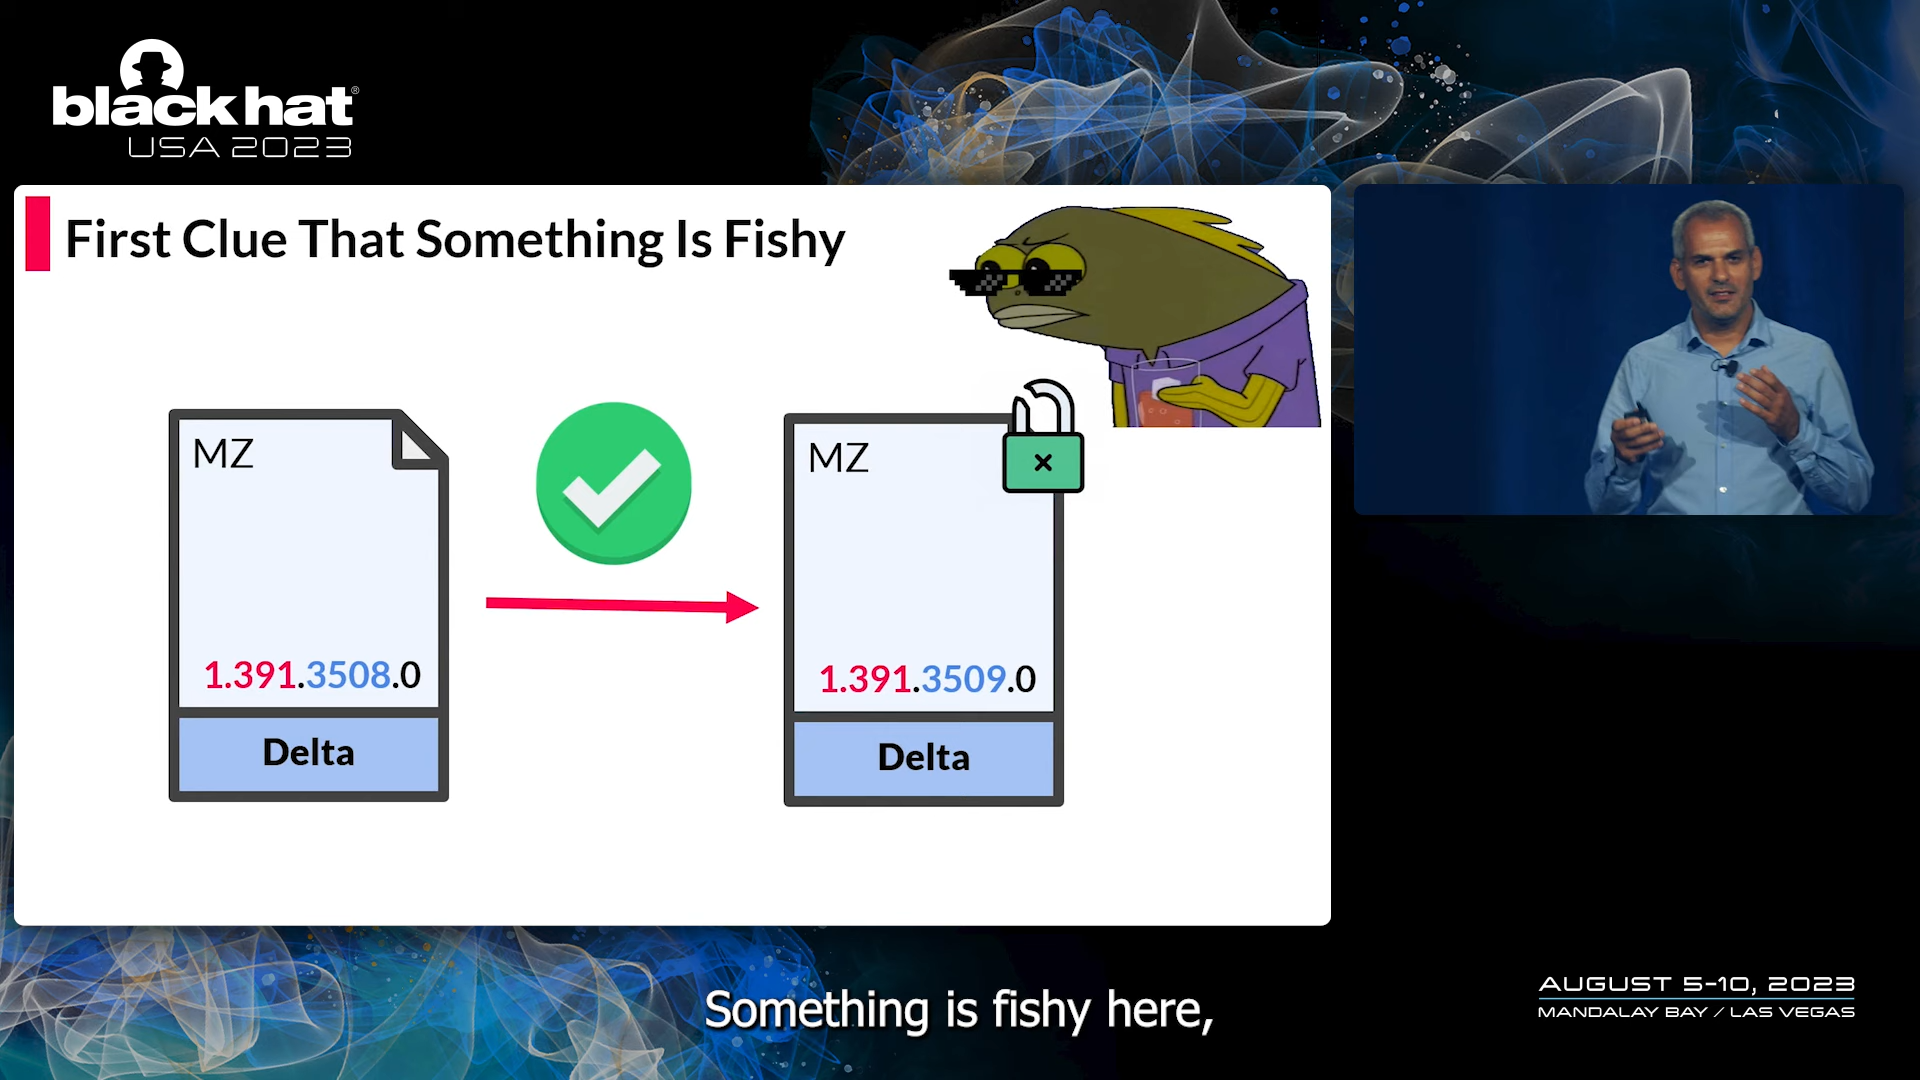 black hat®
USA 2023
First Clue That Something Is Fishy
MZ
1.391.3508.0
Delta
MZ
1.391.3509.0
Delta
AUGUST 5-10, 2023
MANDALAY BAY / LAS VEGAS
Something is fishy here,